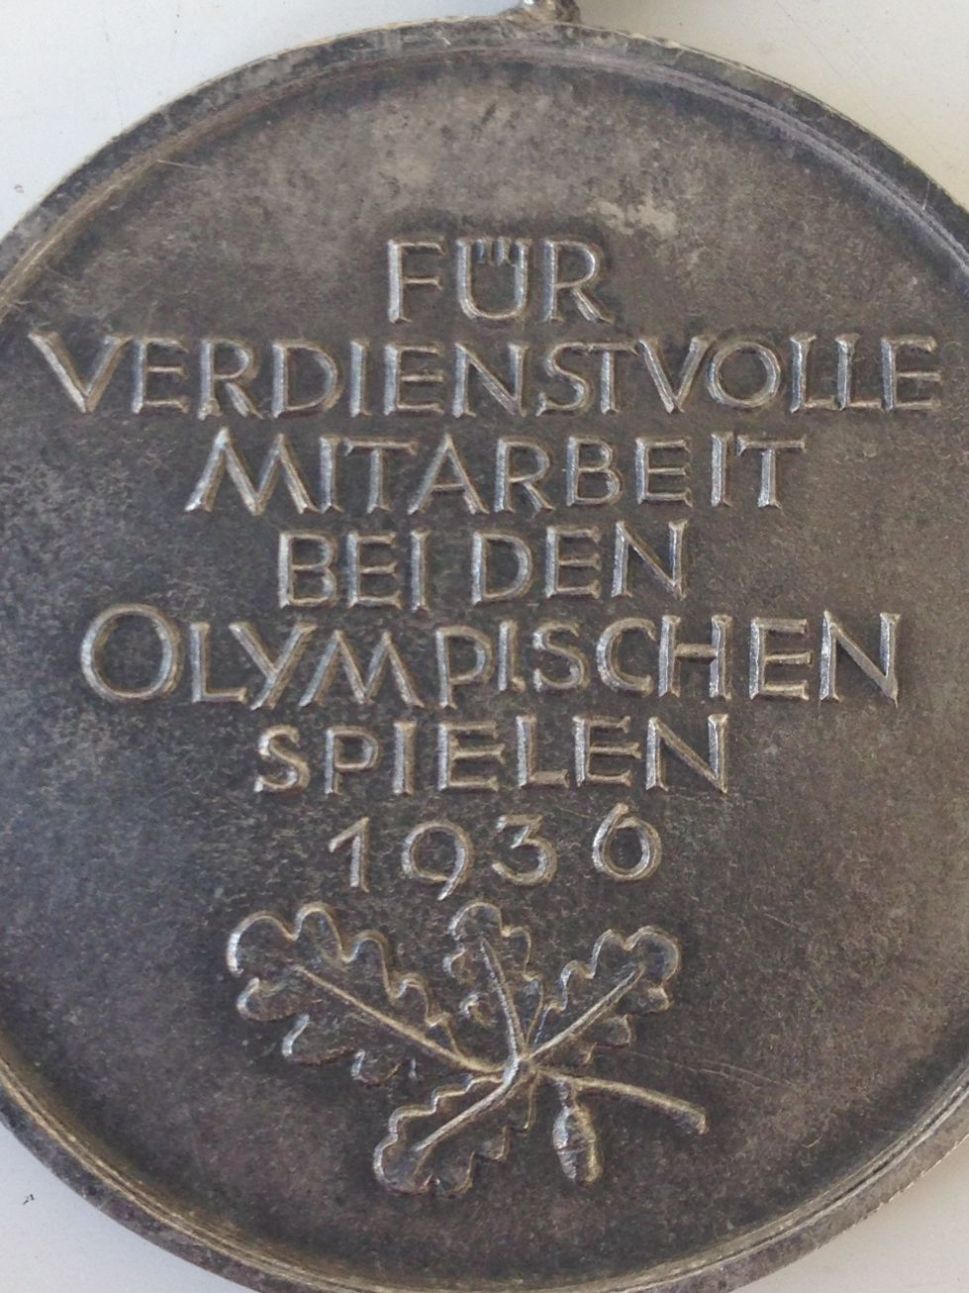 FÜR
VERDIENSTVOLLE
MITARBEIT
BEI DEN
OLYMPISCHEN
SPIELEN
1936